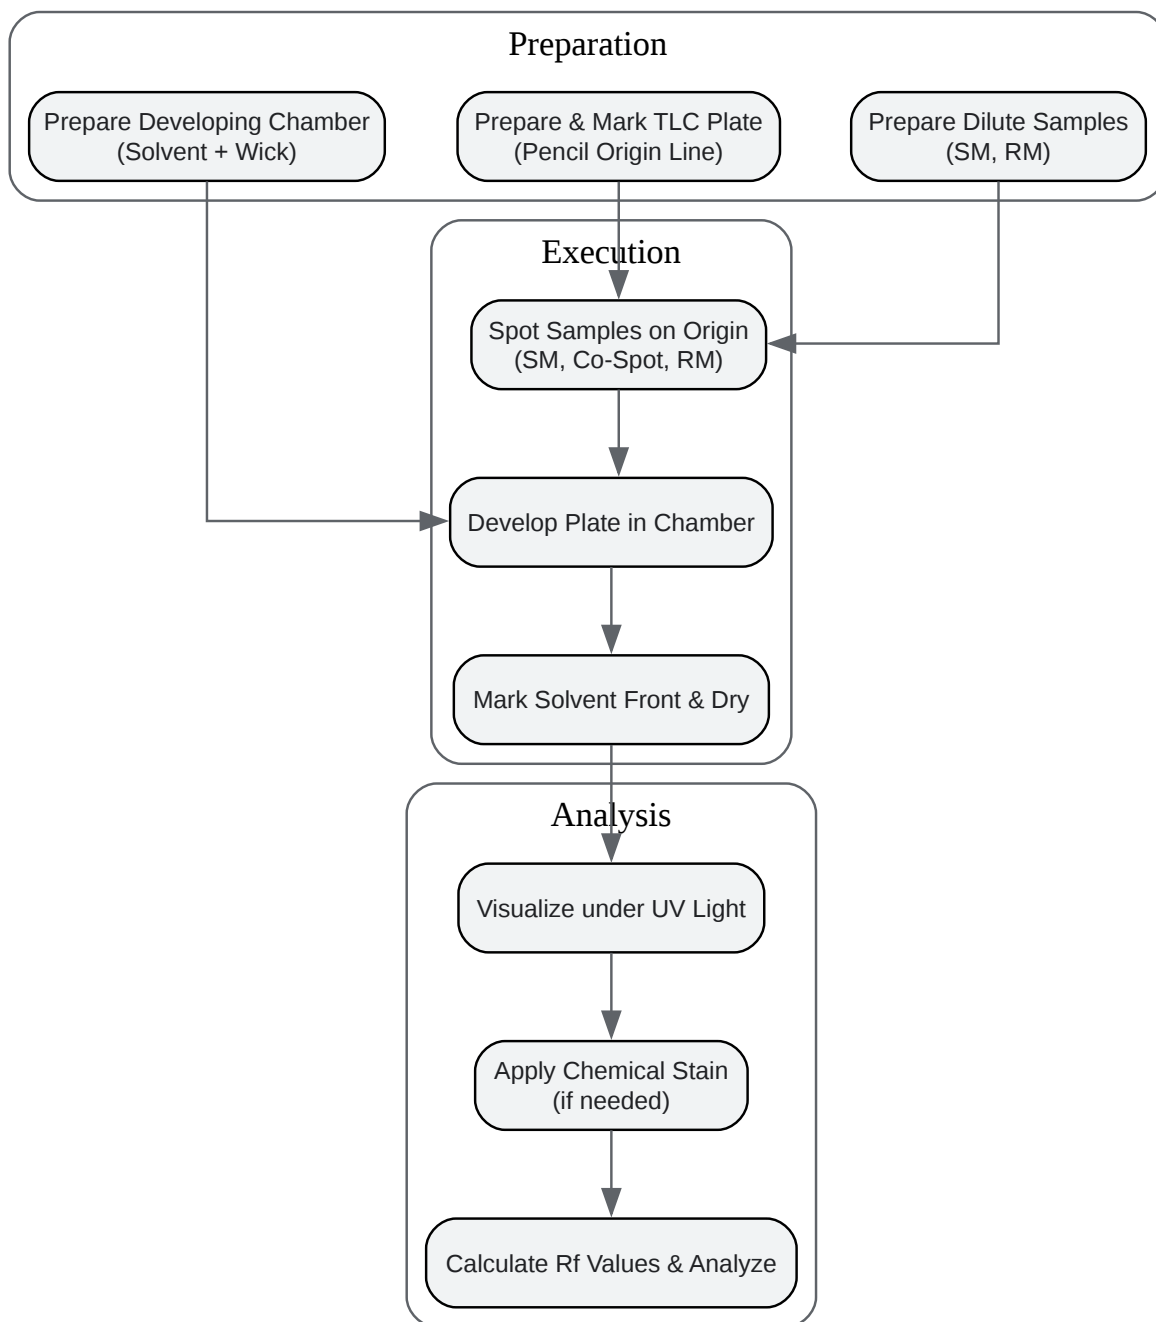 Preparation
Prepare Developing Chamber
(Solvent + Wick)
Prepare & Mark TLC Plate
(Pencil Origin Line)
Prepare Dilute Samples
(SM, RM)
Execution
Spot Samples on Origin
(SM, Co-Spot, RM)
Develop Plate in Chamber
Mark Solvent Front & Dry
Analysis
Visualize under UV Light
Apply Chemical Stain
(if needed)
Calculate Rf Values & Analyze